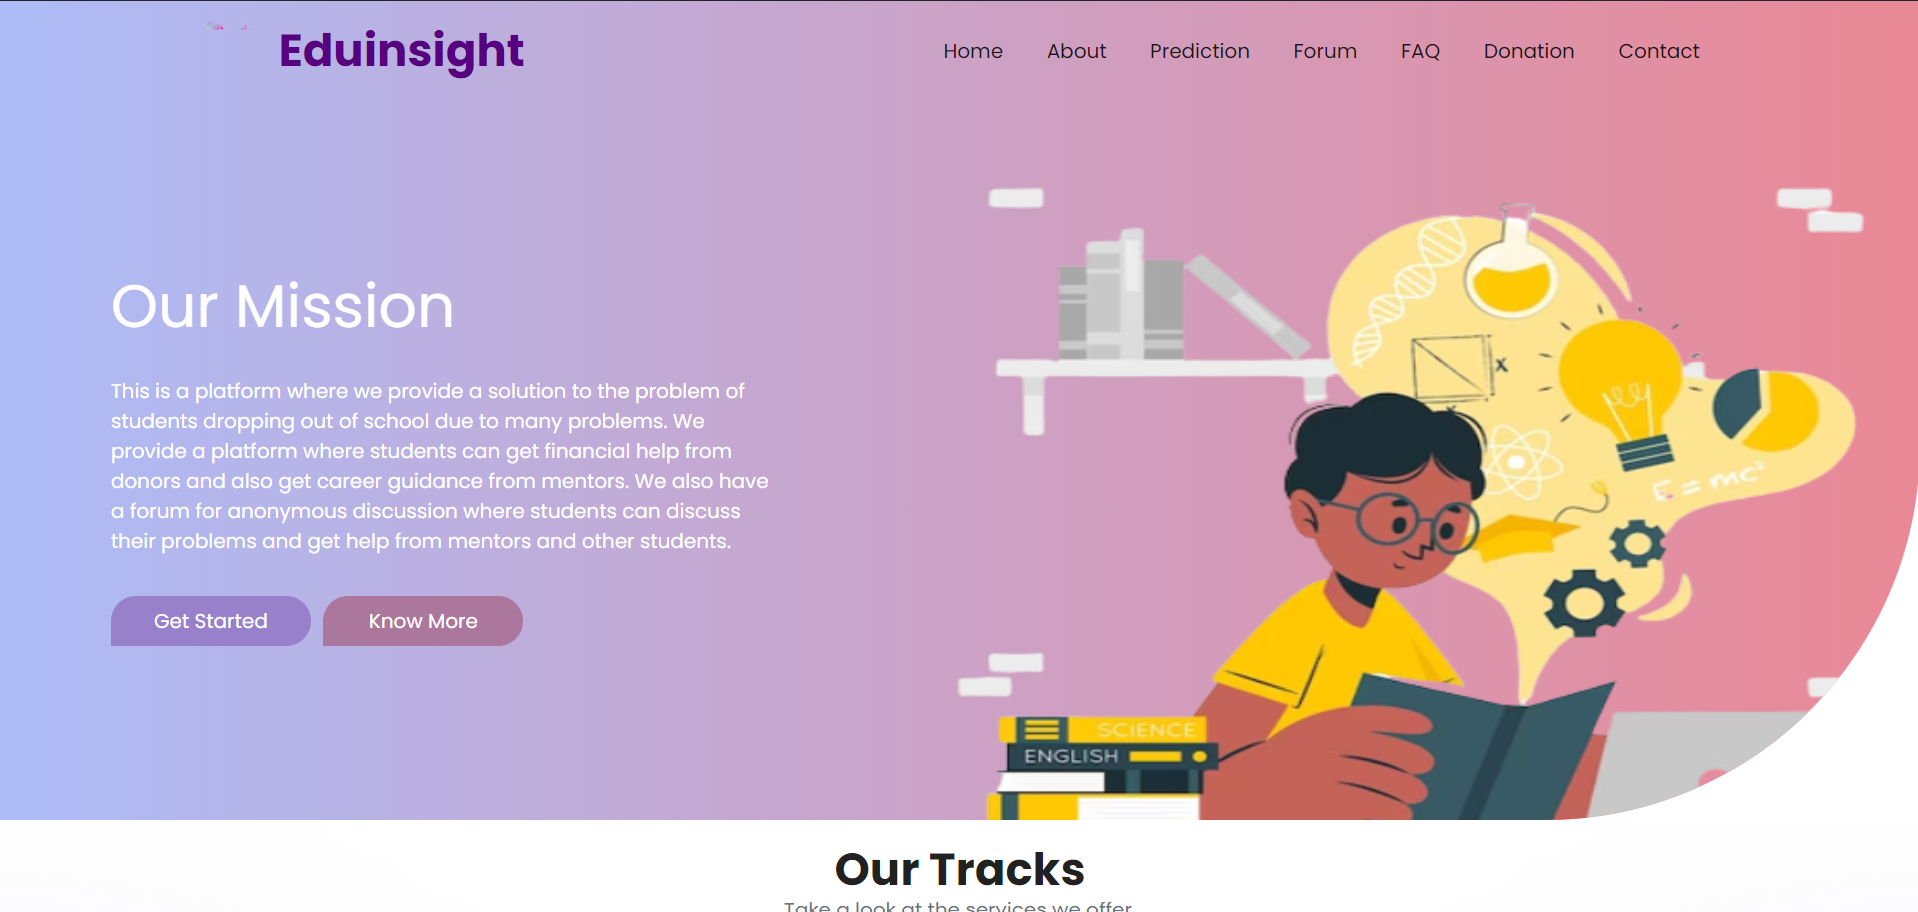 Eduinsight
Home About Prediction Forum FAQ Donation Contact
Our Mission
This is a platform where we provide a solution to the problem of
students dropping out of school due to many problems. We
provide a platform where students can get financial help from
donors and also get career guidance from mentors. We also have
a forum for anonymous discussion where students can discuss
their problems and get help from mentors and other students.
Get Started Know More
x
E = mc²
SCIENCE
ENGLISH
Our Tracks
Take a look at the services we offer